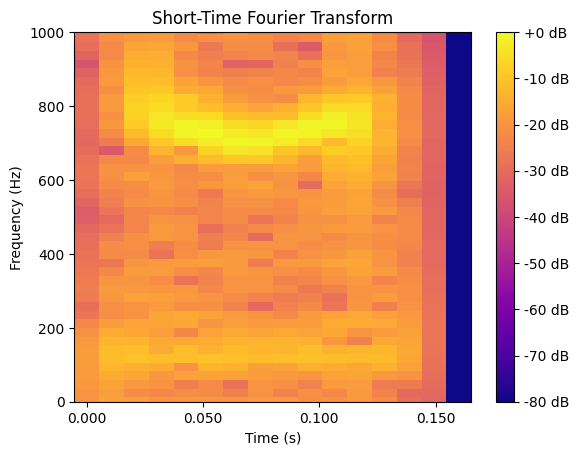 Short-Time Fourier Transform
1000
800
600
400
200
0
Frequency (Hz)
0.000
0.050
0.100
0.150
Time (s)
+0 dB
-10 dB
-20 dB
-30 dB
-40 dB
-50 dB
-60 dB
-70 dB
-80 dB